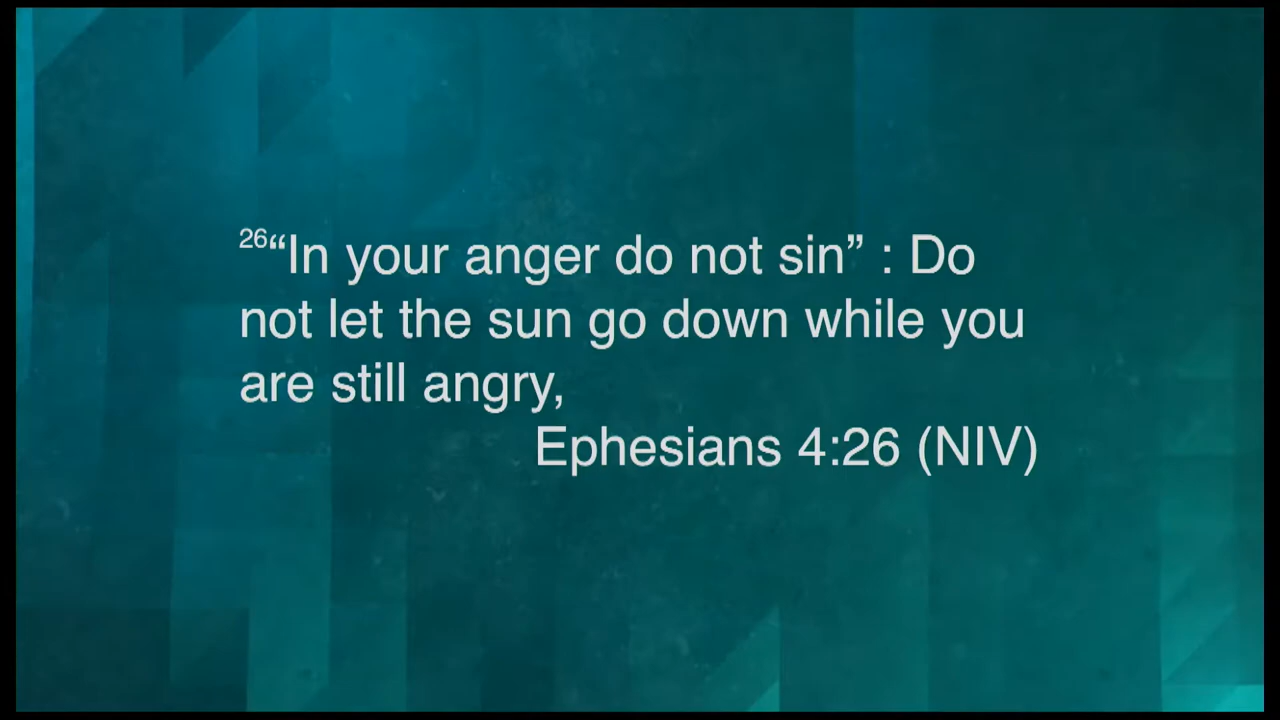 26“In your anger do not sin” : Do
not let the sun go down while you
are still angry,
Ephesians 4:26 (NIV)